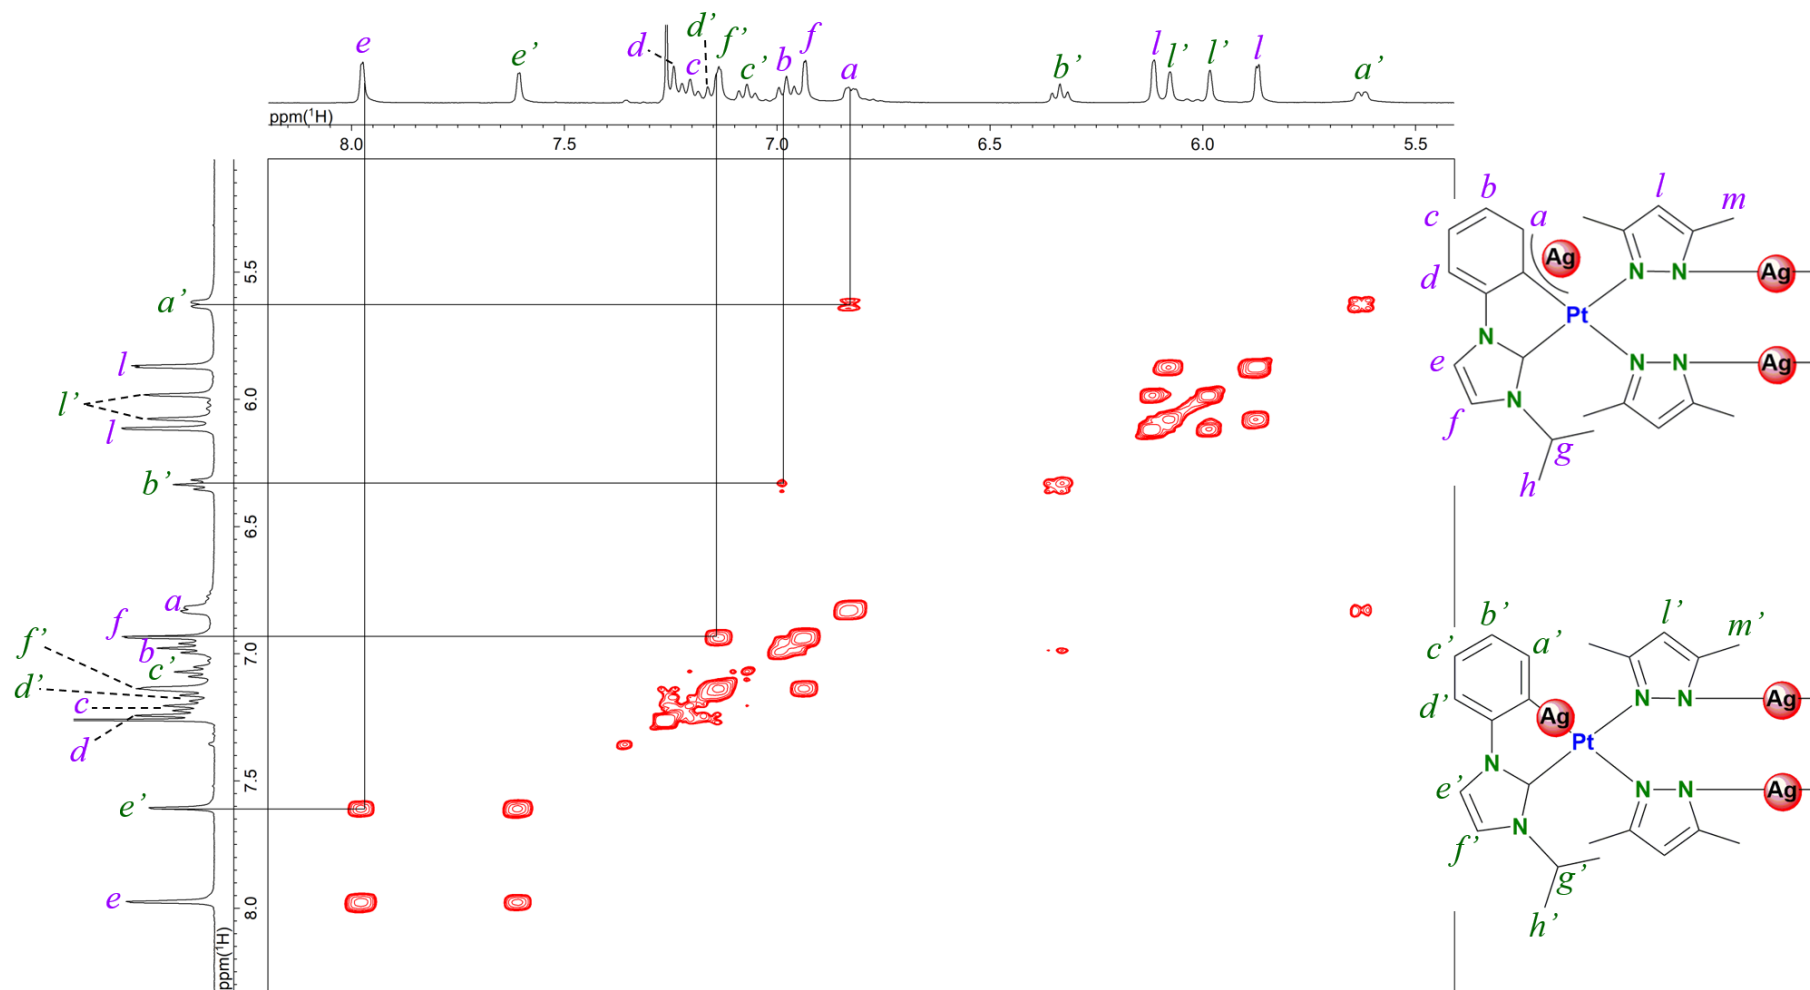 e e’ d c d’ f’ c’ b f a b’ l l’ l’ l a’
ppm(¹H)
8.0 7.5 7.0 6.5 6.0 5.5
a’
l
l’
l
b’
a
f
f’ b
c’
d’
c
d
e’
e
5.5
6.0
6.5
7.0
7.5
8.0
ppm(¹H)
b l
c a m
Ag
Ag
d N N
Pt
N
e N N Ag
N
f
g
h
b’ l’
c’ a’ m’
d’ N N Ag
Ag
Pt
N
e’ N N Ag
N
f’
g’
h’